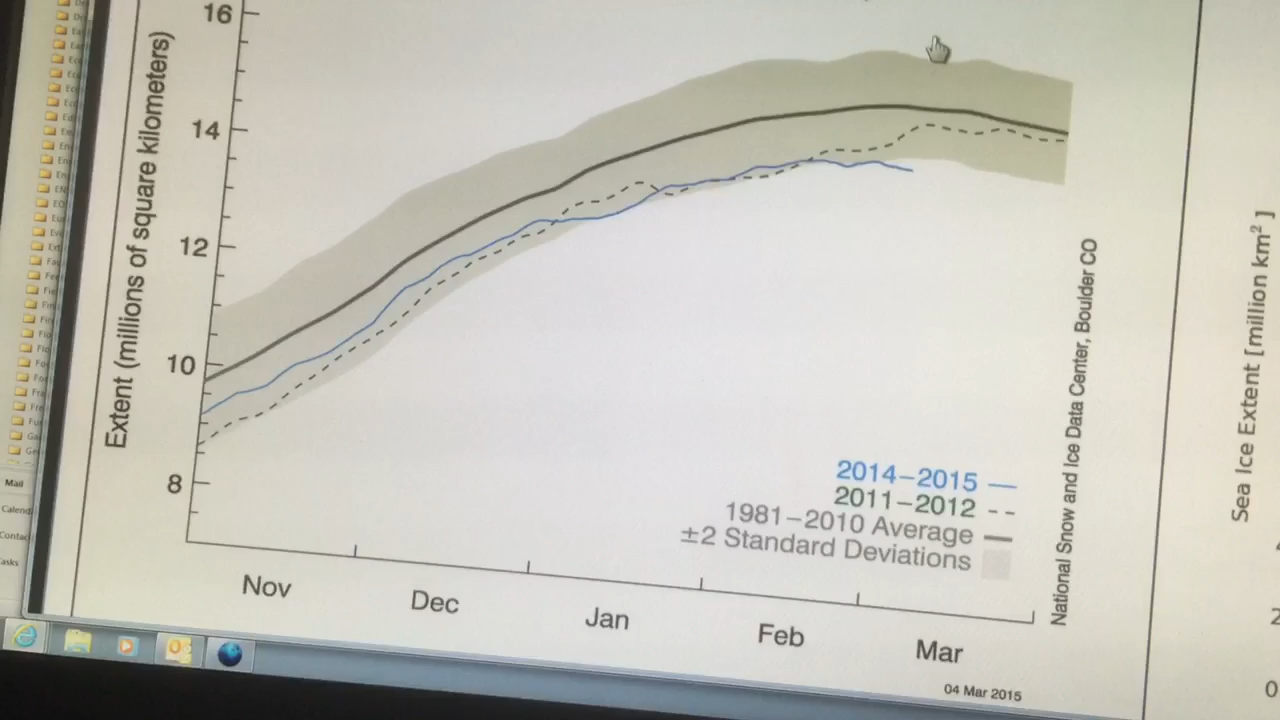 16
14
12
10
8
Extent (millions of square kilometers)
2014–2015
2011–2012
1981–2010 Average
±2 Standard Deviations
Nov
Dec
Jan
Feb
Mar
04 Mar 2015
National Snow and Ice Data Center, Boulder CO
Sea Ice Extent [million km²]
2
0
Mail